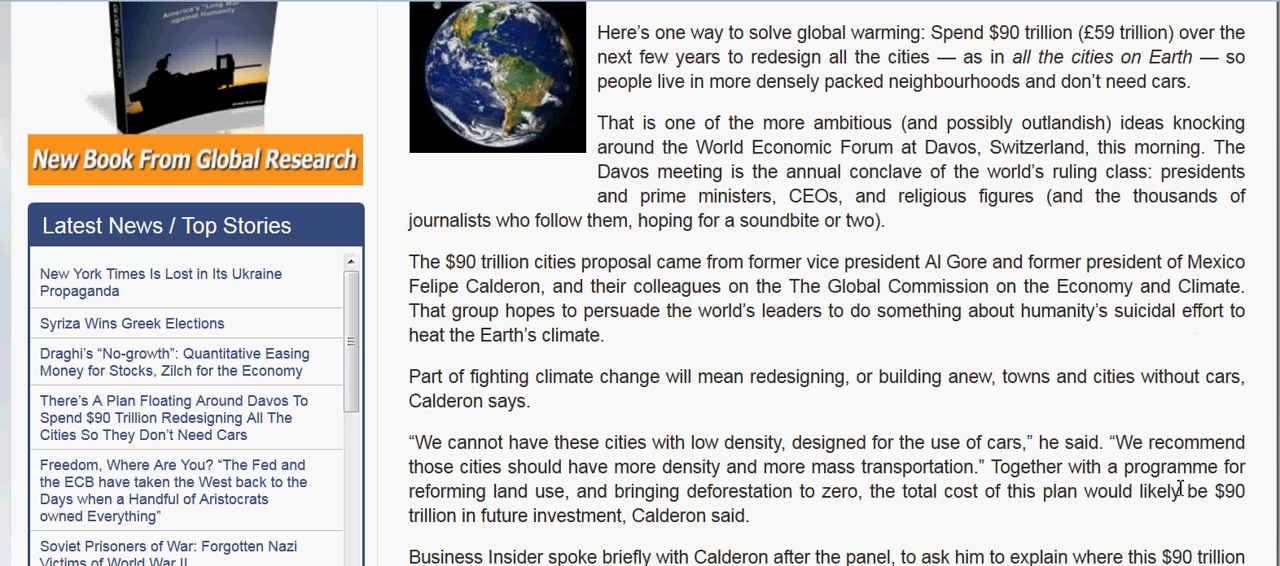 America's "Long War
against Humanity
New Book From Global Research
Latest News / Top Stories
New York Times Is Lost in Its Ukraine
Propaganda
Syriza Wins Greek Elections
Draghi’s “No-growth”: Quantitative Easing
Money for Stocks, Zilch for the Economy
There’s A Plan Floating Around Davos To
Spend $90 Trillion Redesigning All The
Cities So They Don’t Need Cars
Freedom, Where Are You? “The Fed and
the ECB have taken the West back to the
Days when a Handful of Aristocrats
owned Everything”
Soviet Prisoners of War: Forgotten Nazi
Victims of World War II
Here’s one way to solve global warming: Spend $90 trillion (£59 trillion) over the
next few years to redesign all the cities — as in all the cities on Earth — so
people live in more densely packed neighbourhoods and don’t need cars.
That is one of the more ambitious (and possibly outlandish) ideas knocking
around the World Economic Forum at Davos, Switzerland, this morning. The
Davos meeting is the annual conclave of the world’s ruling class: presidents
and prime ministers, CEOs, and religious figures (and the thousands of
journalists who follow them, hoping for a soundbite or two).
The $90 trillion cities proposal came from former vice president Al Gore and former president of Mexico
Felipe Calderon, and their colleagues on the The Global Commission on the Economy and Climate.
That group hopes to persuade the world’s leaders to do something about humanity’s suicidal effort to
heat the Earth’s climate.
Part of fighting climate change will mean redesigning, or building anew, towns and cities without cars,
Calderon says.
“We cannot have these cities with low density, designed for the use of cars,” he said. “We recommend
those cities should have more density and more mass transportation.” Together with a programme for
reforming land use, and bringing deforestation to zero, the total cost of this plan would likely be $90
trillion in future investment, Calderon said.
Business Insider spoke briefly with Calderon after the panel, to ask him to explain where this $90 trillion